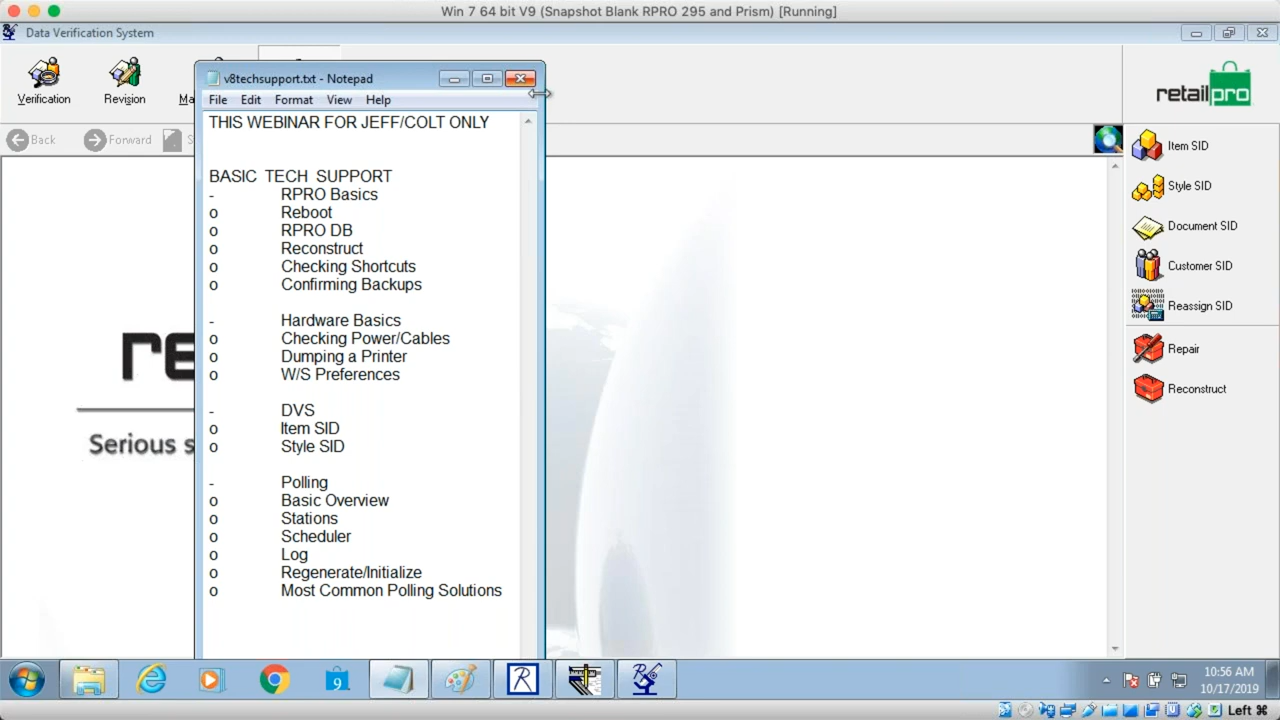 Win 7 64 bit V9 (Snapshot Blank RPRO 295 and Prism) [Running]
Data Verification System
Verification
Revision
Ma
retailpro
v8techsupport.txt - Notepad
File Edit Format View Help
Back
Forward
S
THIS WEBINAR FOR JEFF/COLT ONLY
BASIC TECH SUPPORT
- RPRO Basics
o Reboot
o RPRO DB
o Reconstruct
o Checking Shortcuts
o Confirming Backups
- Hardware Basics
o Checking Power/Cables
o Dumping a Printer
o W/S Preferences
- DVS
o Item SID
o Style SID
- Polling
o Basic Overview
o Stations
o Scheduler
o Log
o Regenerate/Initialize
o Most Common Polling Solutions
re
Serious s
Item SID
Style SID
Document SID
Customer SID
Reassign SID
Repair
Reconstruct
9
R
10:56 AM
10/17/2019
Left ⌘